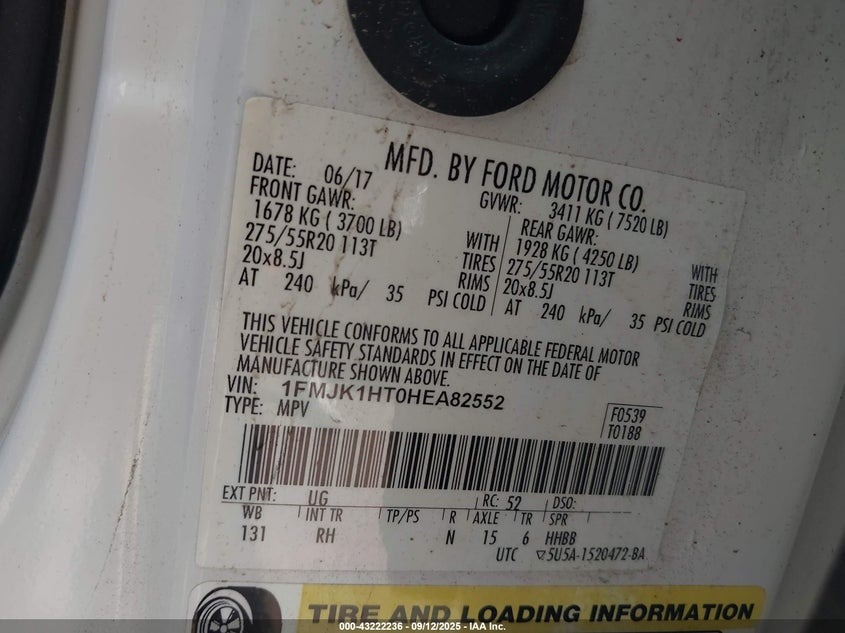 MFD. BY FORD MOTOR CO.
DATE: 06/17 GVWR: 3411 KG ( 7520 LB)
FRONT GAWR: REAR GAWR:
1678 KG ( 3700 LB) WITH 1928 KG ( 4250 LB) WITH
275/55R20 113T TIRES 275/55R20 113T TIRES
20x8.5J RIMS 20x8.5J RIMS
AT 240 kPa/ 35 PSI COLD AT 240 kPa/ 35 PSI COLD
THIS VEHICLE CONFORMS TO ALL APPLICABLE FEDERAL MOTOR
VEHICLE SAFETY STANDARDS IN EFFECT ON THE DATE OF
MANUFACTURE SHOWN ABOVE.
VIN: 1FMJK1HT0HEA82552
TYPE: MPV F0539
T0188
EXT PNT: UG RC: 52 DSO:
WB INT TR TP/PS R AXLE TR SPR
131 RH N 15 6 HHBB
UTC ▽5U5A-1520472-BA
TIRE AND LOADING INFORMATION
000-43222236 - 09/12/2025 - IAA Inc.